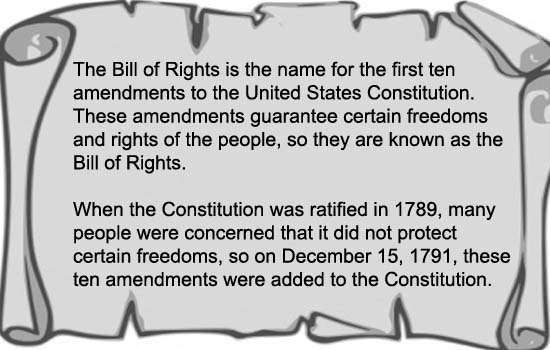 The Bill of Rights is the name for the first ten
amendments to the United States Constitution.
These amendments guarantee certain freedoms
and rights of the people, so they are known as the
Bill of Rights.
When the Constitution was ratified in 1789, many
people were concerned that it did not protect
certain freedoms, so on December 15, 1791, these
ten amendments were added to the Constitution.